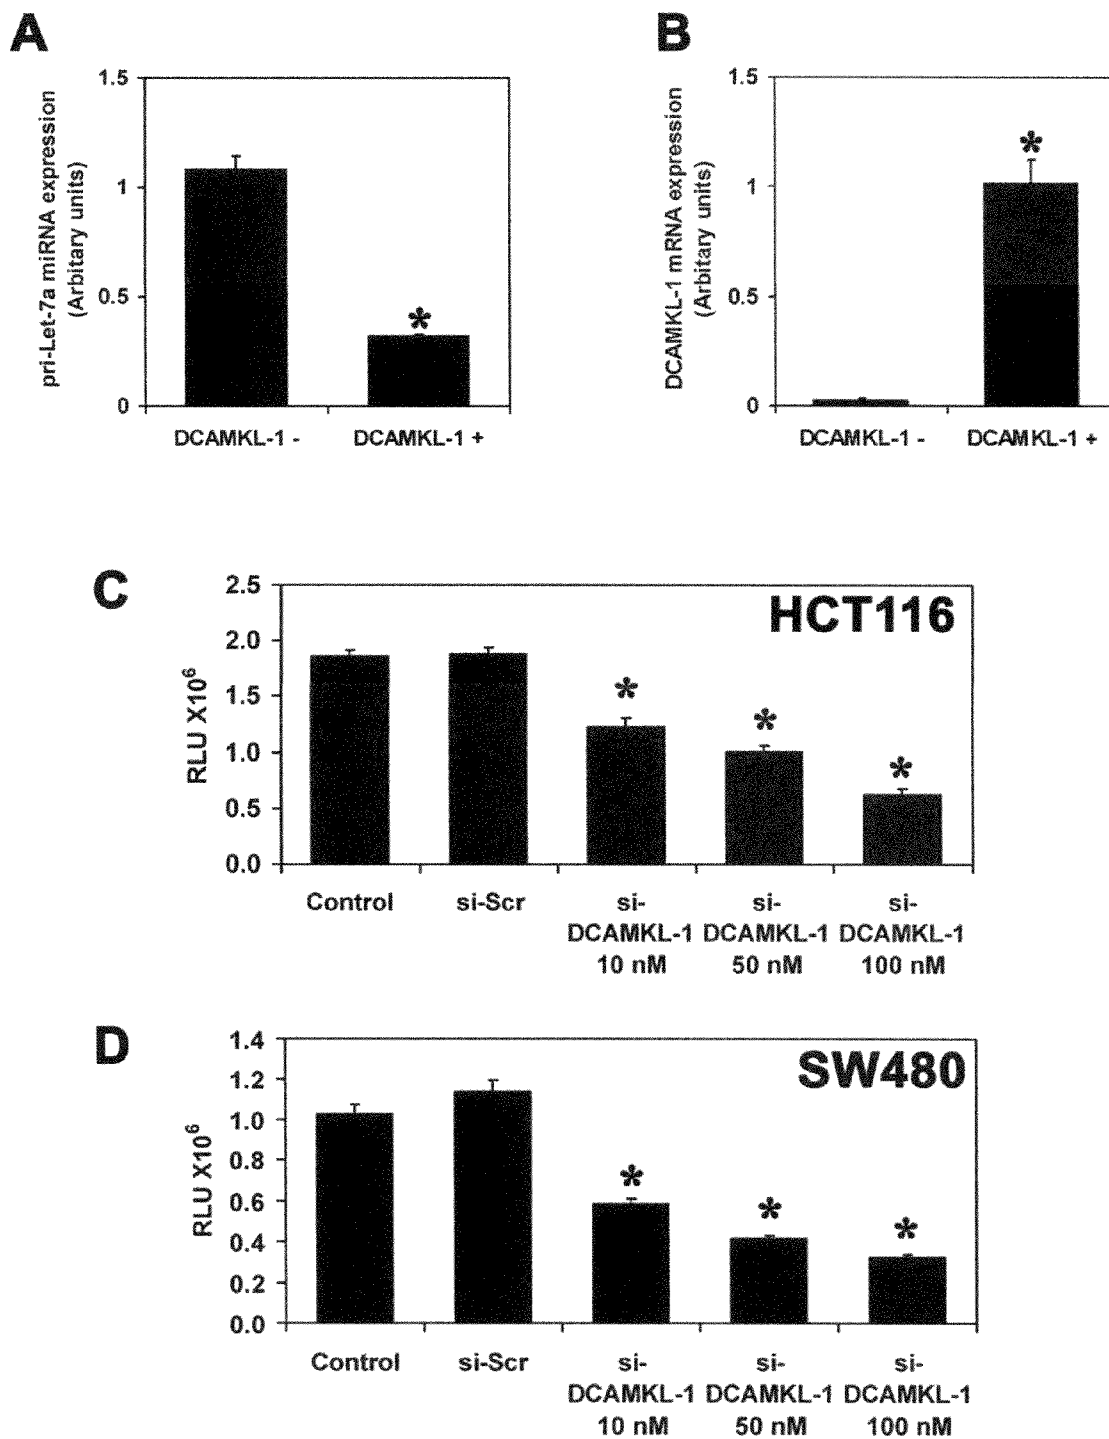 A
pri-Let-7a miRNA expression
(Arbitary units)
1.5
1
0.5
0
*
DCAMKL-1 -
DCAMKL-1 +
B
DCAMKL-1 mRNA expression
(Arbitary units)
1.5
1
0.5
0
*
DCAMKL-1 -
DCAMKL-1 +
C
HCT116
RLU X10⁶
2.5
2.0
1.5
1.0
0.5
0.0
*
*
*
Control
si-Scr
si-
DCAMKL-1
10 nM
si-
DCAMKL-1
50 nM
si-
DCAMKL-1
100 nM
D
SW480
RLU X10⁶
1.4
1.2
1.0
0.8
0.6
0.4
0.2
0.0
*
*
*
Control
si-Scr
si-
DCAMKL-1
10 nM
si-
DCAMKL-1
50 nM
si-
DCAMKL-1
100 nM